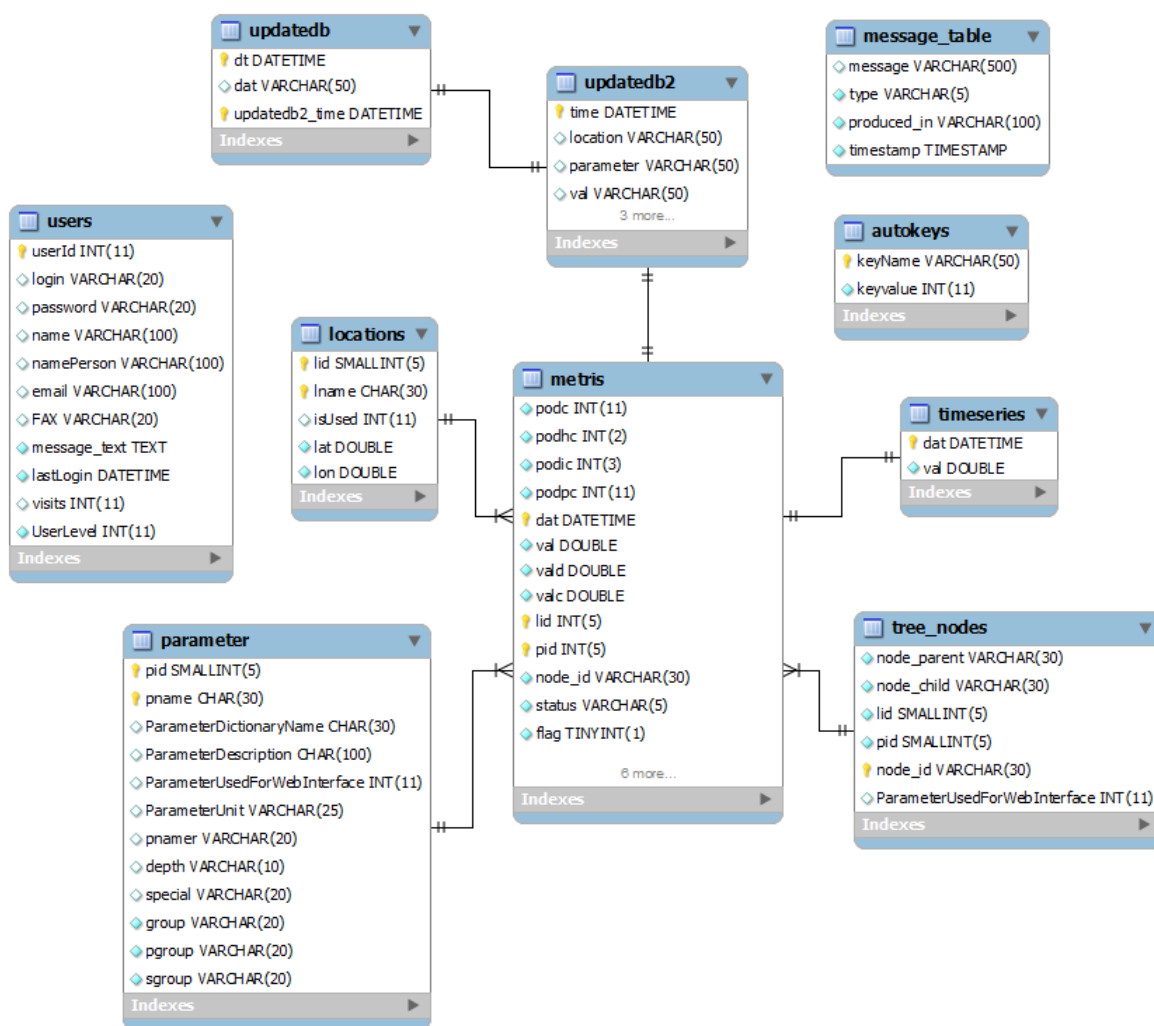 updatedb
dt DATETIME
dat VARCHAR(50)
updatedb2_time DATETIME
Indexes
updatedb2
time DATETIME
location VARCHAR(50)
parameter VARCHAR(50)
val VARCHAR(50)
3 more...
Indexes
message_table
message VARCHAR(500)
type VARCHAR(5)
produced_in VARCHAR(100)
timestamp TIMESTAMP
users
userId INT(11)
login VARCHAR(20)
password VARCHAR(20)
name VARCHAR(100)
namePerson VARCHAR(100)
email VARCHAR(100)
FAX VARCHAR(20)
message_text TEXT
lastLogin DATETIME
visits INT(11)
UserLevel INT(11)
Indexes
autokeys
keyName VARCHAR(50)
keyvalue INT(11)
Indexes
locations
lid SMALLINT(5)
lname CHAR(30)
isUsed INT(11)
lat DOUBLE
lon DOUBLE
Indexes
metris
podc INT(11)
podhc INT(2)
podic INT(3)
podpc INT(11)
dat DATETIME
val DOUBLE
vald DOUBLE
valc DOUBLE
lid INT(5)
pid INT(5)
node_id VARCHAR(30)
status VARCHAR(5)
flag TINYINT(1)
6 more...
Indexes
timeseries
dat DATETIME
val DOUBLE
Indexes
parameter
pid SMALLINT(5)
pname CHAR(30)
ParameterDictionaryName CHAR(30)
ParameterDescription CHAR(100)
ParameterUsedForWebInterface INT(11)
ParameterUnit VARCHAR(25)
pnamer VARCHAR(20)
depth VARCHAR(10)
special VARCHAR(20)
group VARCHAR(20)
pgroup VARCHAR(20)
sgroup VARCHAR(20)
Indexes
tree_nodes
node_parent VARCHAR(30)
node_child VARCHAR(30)
lid SMALLINT(5)
pid SMALLINT(5)
node_id VARCHAR(30)
ParameterUsedForWebInterface INT(11)
Indexes